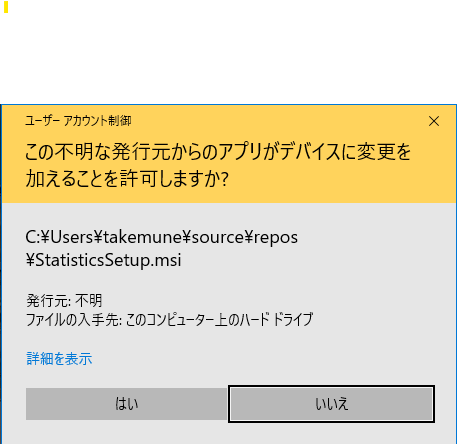 ユーザー アカウント制御
この不明な発行元からのアプリがデバイスに変更を
加えることを許可しますか?
C:¥Users¥takemune¥source¥repos
¥StatisticsSetup.msi
発行元: 不明
ファイルの入手先: このコンピューター上のハード ドライブ
詳細を表示
はい
いいえ